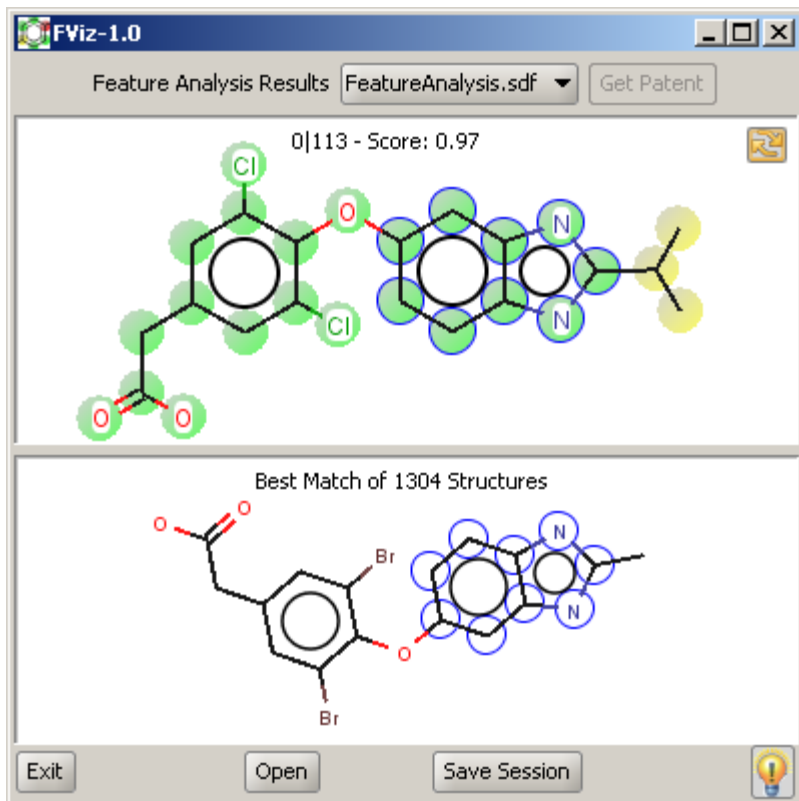 FViz-1.0
Feature Analysis Results FeatureAnalysis.sdf Get Patent
0|113 - Score: 0.97
Cl
O N
Cl N
O O
Best Match of 1304 Structures
O O
Br N
N
O
Br
Exit Open Save Session